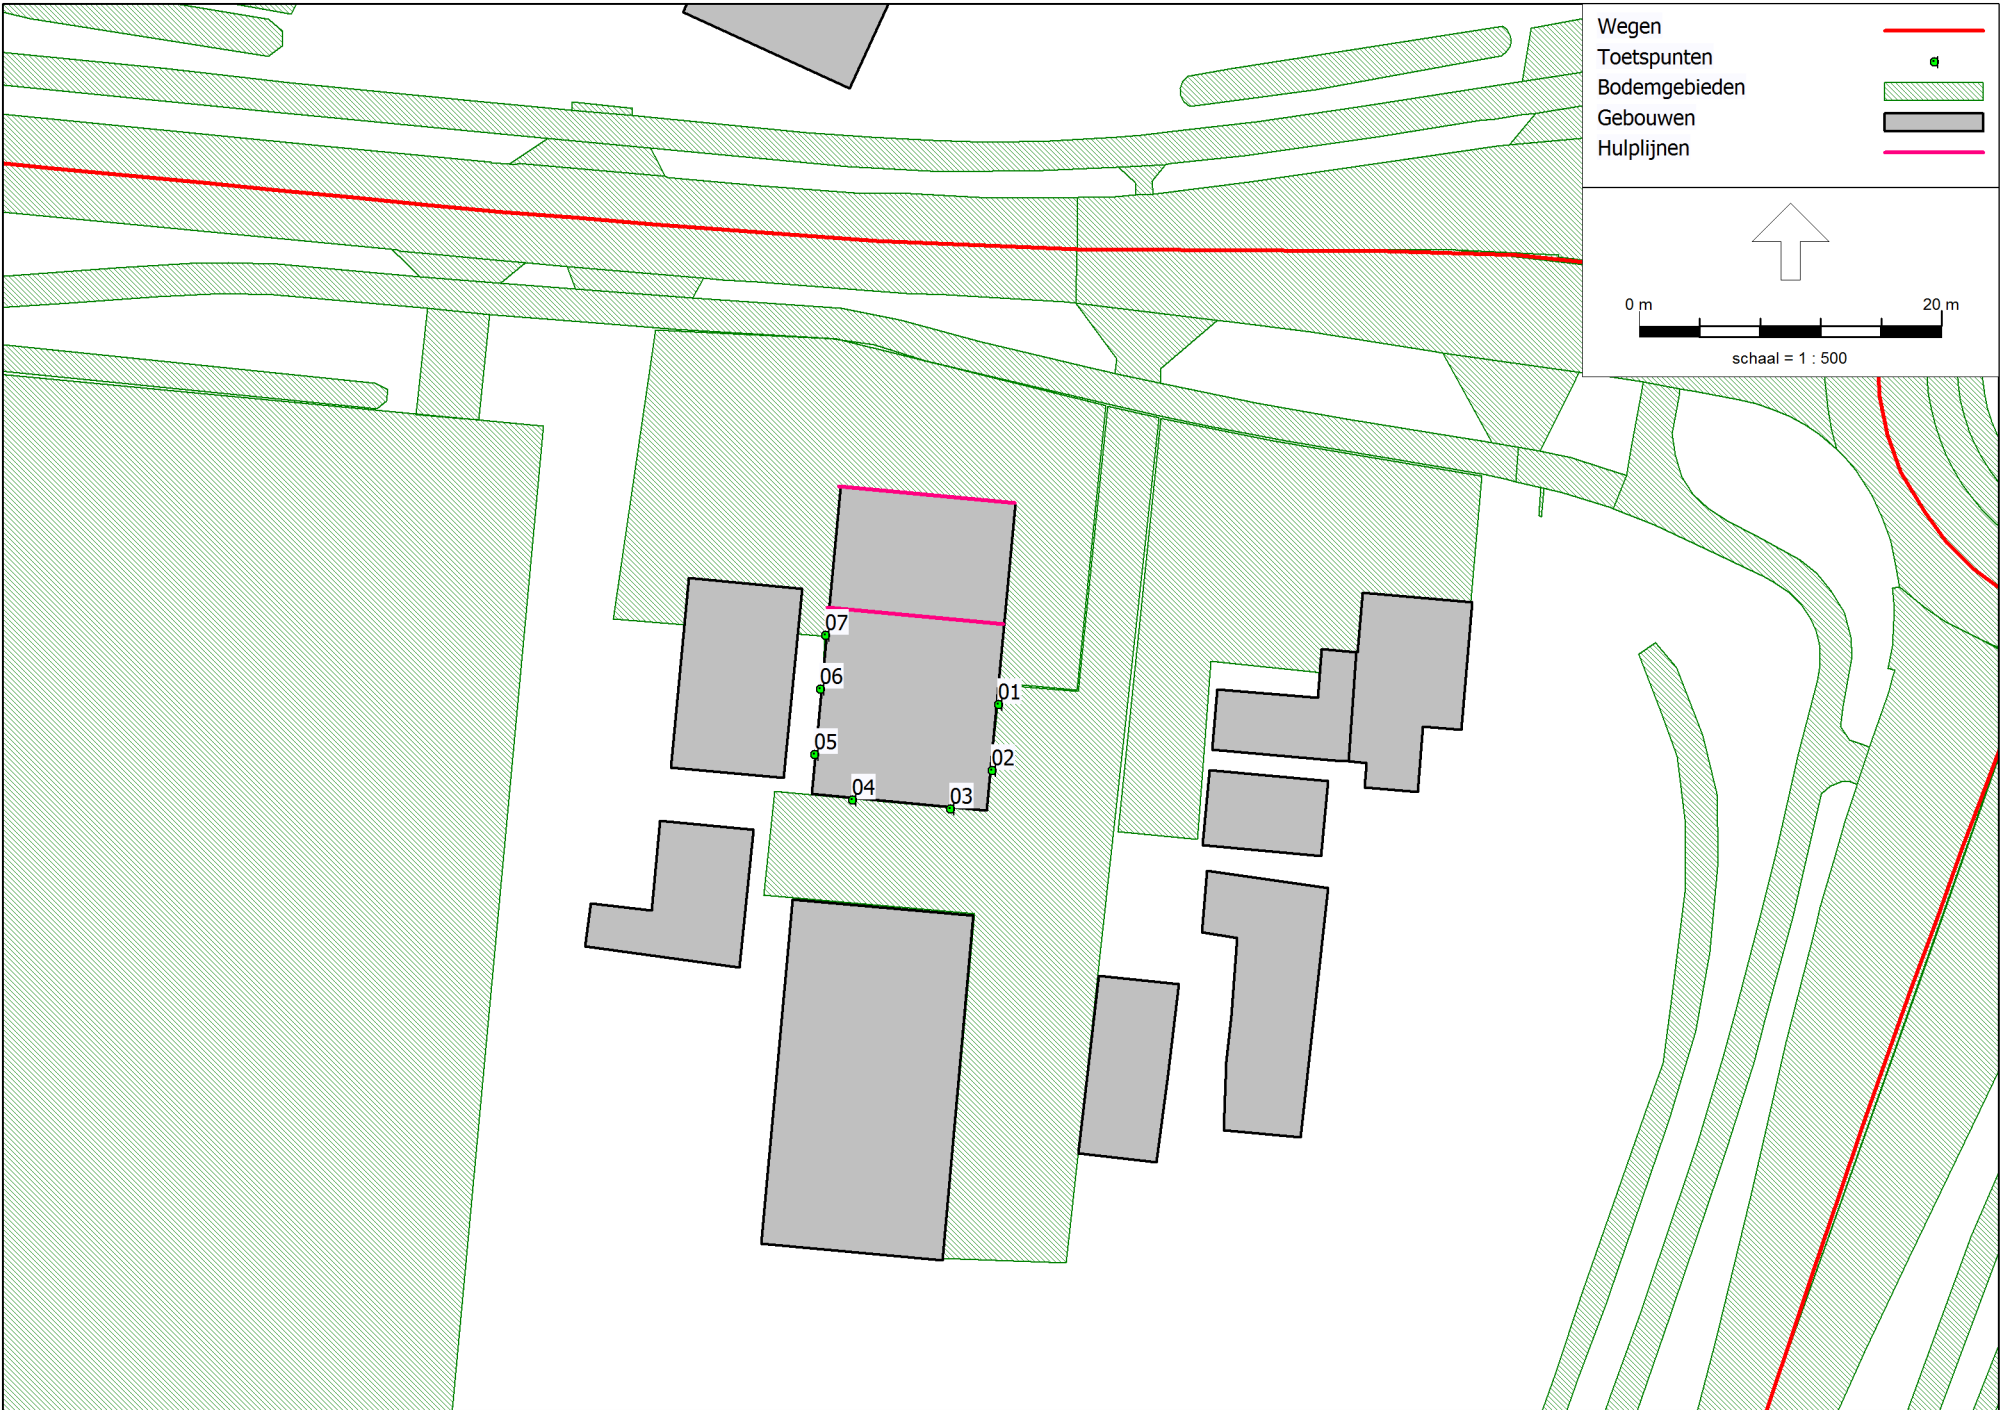 Wegen
Toetspunten
Bodemgebieden
Gebouwen
Hulplijnen
0 m 20 m
schaal = 1 : 500
07
06
01
05
02
04
03